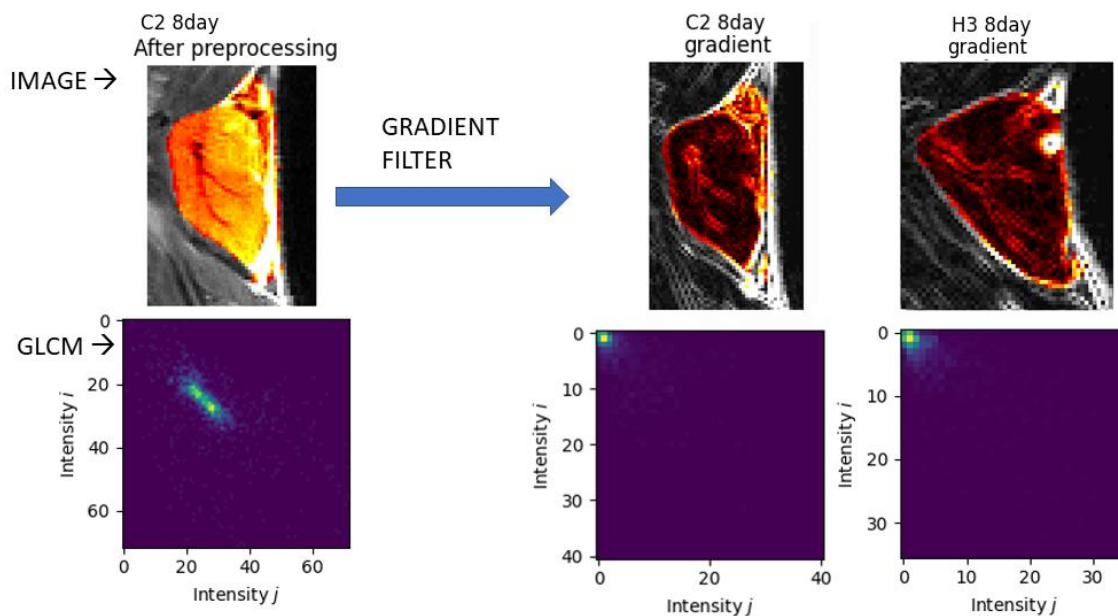 C2 8day
After preprocessing
C2 8day
gradient
H3 8day
gradient
IMAGE →
GRADIENT
FILTER
GLCM →
0
20
40
60
Intensity i
0
20
40
60
Intensity j
0
10
20
30
40
Intensity i
0
20
40
Intensity j
0
10
20
30
Intensity i
0
10
20
30
Intensity j